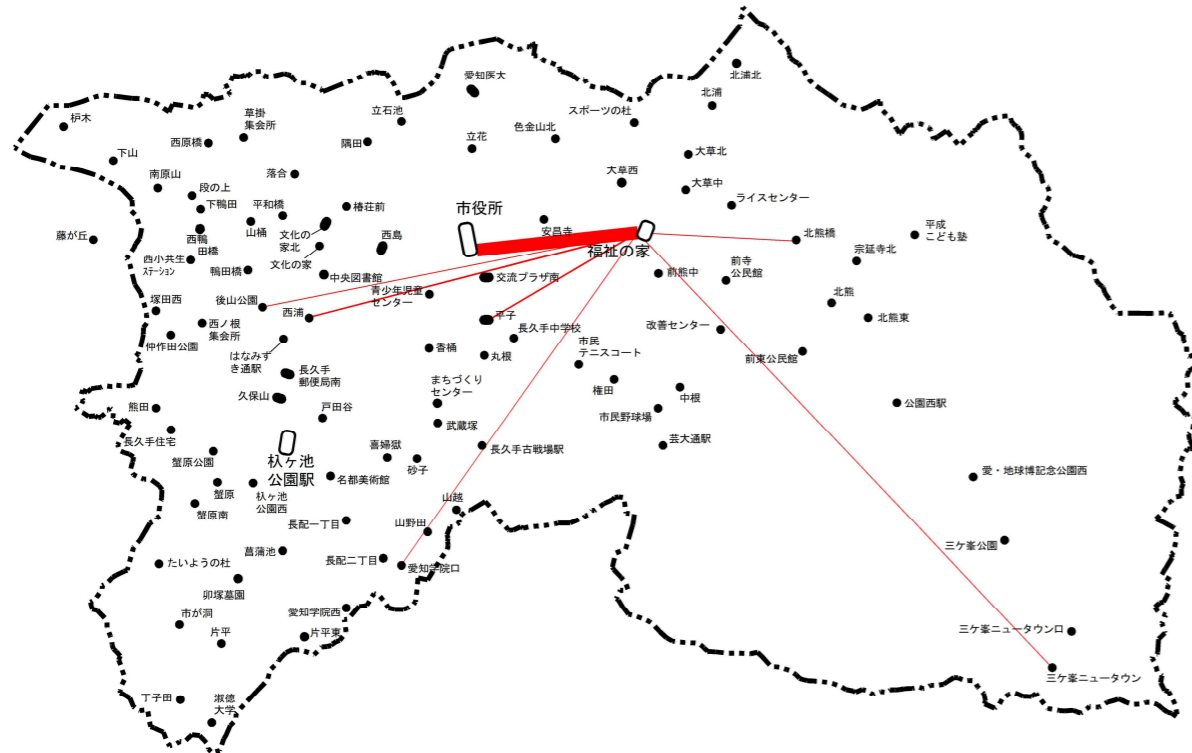 北浦北
愛知医大
北浦
スポーツの杜
立石池
草掛
集会所
枦木
西原橋
隅田
立花
色金山北
下山
大草北
大草西
南原山
落合
段の上
大草中
ライスセンター
下鴨田
平和橋
椿荘前
市役所
安昌寺
山桶
文化の
家北
西島
藤が丘
西鴨
田橋
文化の家
福祉の家
北熊橋
平成
こども塾
宗延寺北
西小共生
ステーション
鴨田橋
中央図書館
交流プラザ南
前熊中
前寺
公民館
青少年児童
センター
塚田西
後山公園
西浦
北熊
平子
北熊東
西ノ根
集会所
長久手中学校
改善センター
仲作田公園
はなみず
き通駅
香桶
丸根
市民
テニスコート
前東公民館
長久手
郵便局南
まちづくり
センター
権田
中根
久保山
熊田
戸田谷
市民野球場
公園西駅
武蔵塚
長久手住宅
喜婦嶽
長久手古戦場駅
芸大通駅
杁ヶ池
公園駅
蟹原公園
砂子
名都美術館
愛・地球博記念公園西
蟹原
杁ヶ池
公園西
蟹原南
山越
長配一丁目
山野田
三ケ峯公園
菖蒲池
たいようの杜
長配二丁目
愛知学院口
卯塚墓園
市が洞
愛知学院西
片平
片平東
三ケ峯ニュータウン口
三ケ峯ニュータウン
丁子田
淑徳
大学